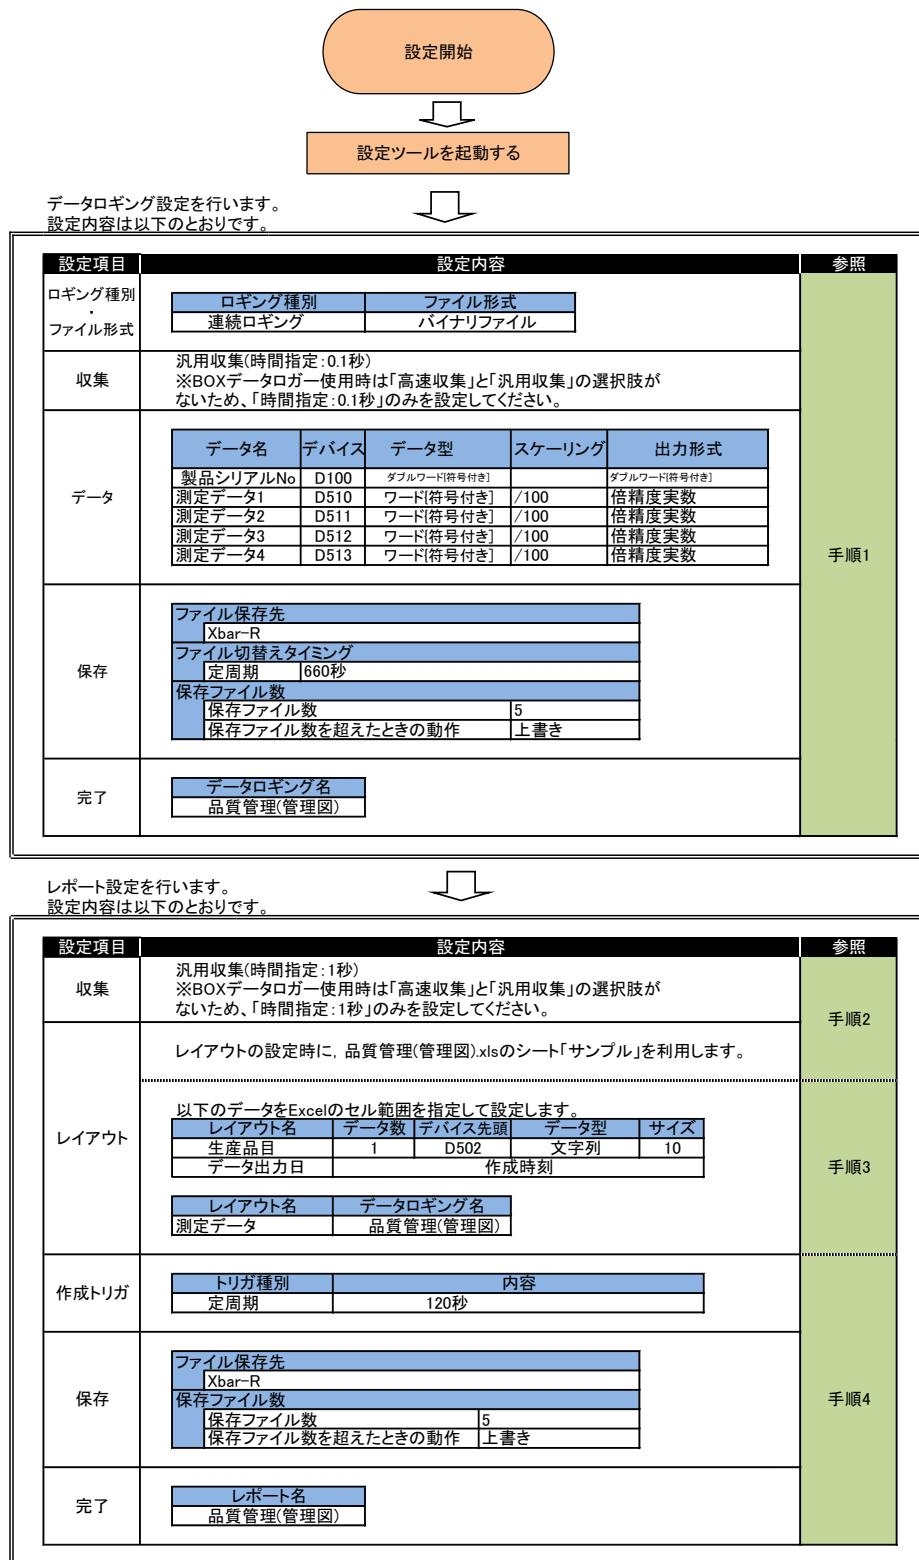 設定開始
設定ツールを起動する
データロギング設定を行います。
設定内容は以下のとおりです。
設定項目 設定内容 参照
ロギング種別
・
ファイル形式
ロギング種別 ファイル形式
連続ロギング バイナリファイル
収集
汎用収集(時間指定:0.1秒)
※BOXデータロガー使用時は「高速収集」と「汎用収集」の選択肢が
ないため、「時間指定:0.1秒」のみを設定してください。
データ
データ名 デバイス データ型 スケーリング 出力形式
製品シリアルNo D100 ダブルワード[符号付き] ダブルワード[符号付き]
測定データ1 D510 ワード[符号付き] /100 倍精度実数
測定データ2 D511 ワード[符号付き] /100 倍精度実数
測定データ3 D512 ワード[符号付き] /100 倍精度実数
測定データ4 D513 ワード[符号付き] /100 倍精度実数
手順1
保存
ファイル保存先
Xbar-R
ファイル切替えタイミング
定周期 660秒
保存ファイル数
保存ファイル数 5
保存ファイル数を超えたときの動作 上書き
完了
データロギング名
品質管理(管理図)
レポート設定を行います。
設定内容は以下のとおりです。
設定項目 設定内容 参照
収集
汎用収集(時間指定:1秒)
※BOXデータロガー使用時は「高速収集」と「汎用収集」の選択肢が
ないため、「時間指定:1秒」のみを設定してください。
手順2
レイアウト
レイアウトの設定時に, 品質管理(管理図).xlsのシート「サンプル」を利用します。
以下のデータをExcelのセル範囲を指定して設定します。
レイアウト名 データ数 デバイス先頭 データ型 サイズ
生産品目 1 D502 文字列 10
データ出力日 作成時刻
手順3
レイアウト名 データロギング名
測定データ 品質管理(管理図)
作成トリガ
トリガ種別 内容
定周期 120秒
保存
ファイル保存先
Xbar-R
保存ファイル数
保存ファイル数 5
保存ファイル数を超えたときの動作 上書き
手順4
完了
レポート名
品質管理(管理図)